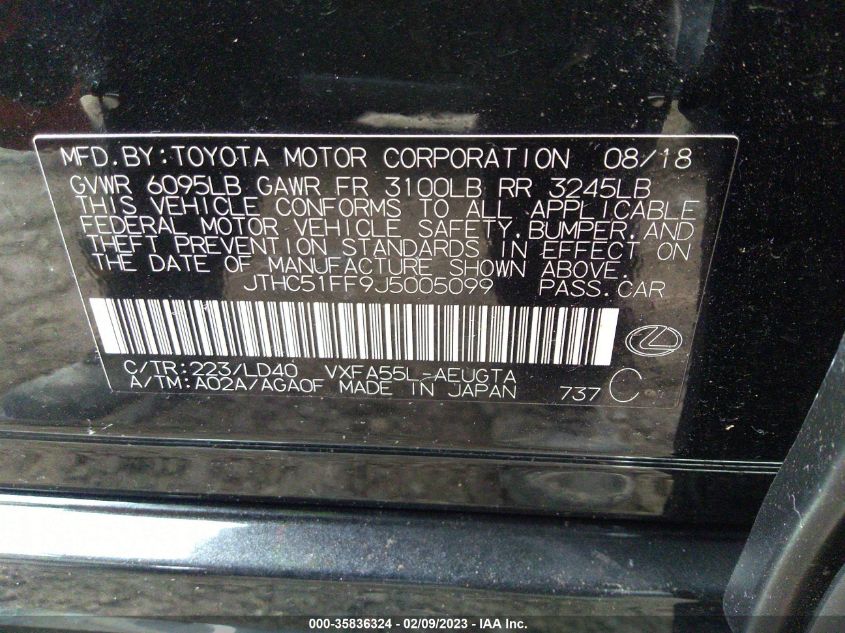 MFD.BY:TOYOTA MOTOR CORPORATION 08/18
GVWR 6095LB GAWR FR 3100LB RR 3245LB
THIS VEHICLE CONFORMS TO ALL APPLICABLE
FEDERAL MOTOR VEHICLE SAFETY,BUMPER,AND
THEFT PREVENTION STANDARDS IN EFFECT ON
THE DATE OF MANUFACTURE SHOWN ABOVE.
JTHC51FF9J5005099 PASS.CAR
C/TR:223/LD40 VXFA55L-AEUGTA
A/TM:A02A/AGA0F MADE IN JAPAN 737 C
000-35836324 - 02/09/2023 - IAA Inc.